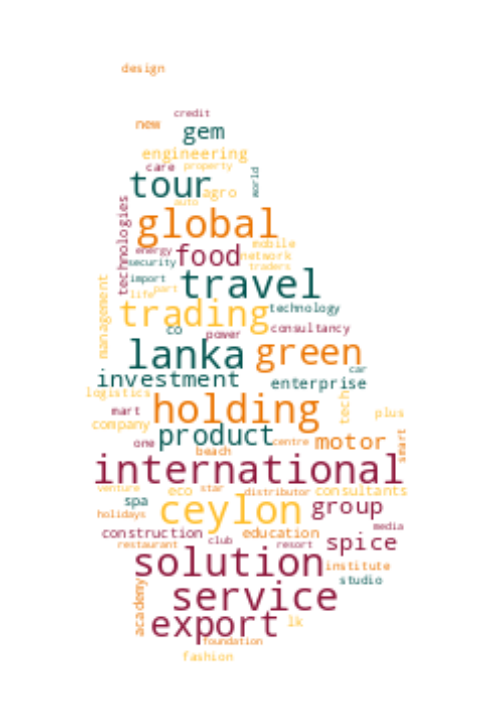 design
credit
new
gem
engineering
care property
world
tour
agro
auto
technologies
global
mobile
energy food network
security traders
import travel
life part
management
trading technology
co power consultancy
lanka green
car
investment enterprise
logistics
holding tech
mart plus
company
product
one centre motor
smart
beach
international
venture eco star distributor consultants
spa ceylon group
holidays
media
construction club education
restaurant resort spice
solution institute
studio
academy
service
export lk
foundation
fashion